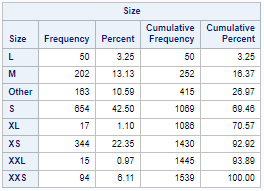 Size
Size Frequency Percent Cumulative Frequency Cumulative Percent
L 50 3.25 50 3.25
M 202 13.13 252 16.37
Other 163 10.59 415 26.97
S 654 42.50 1069 69.46
XL 17 1.10 1086 70.57
XS 344 22.35 1430 92.92
XXL 15 0.97 1445 93.89
XXS 94 6.11 1539 100.00